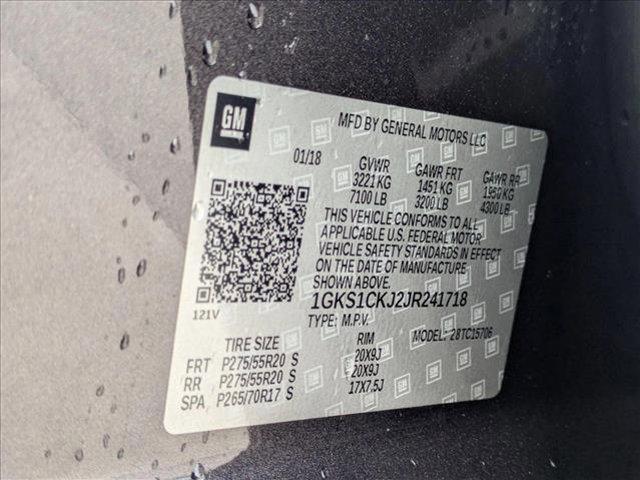 GM
MFD BY GENERAL MOTORS LLC
01/18 GVWR GAWR FRT GAWR RR
3221 KG 1451 KG 1950 KG
7100 LB 3200 LB 4300 LB
THIS VEHICLE CONFORMS TO ALL
APPLICABLE U.S. FEDERAL MOTOR
VEHICLE SAFETY STANDARDS IN EFFECT
ON THE DATE OF MANUFACTURE
SHOWN ABOVE.
1GKS1CKJ2JR241718
121V TYPE: M.P.V. MODEL: 28TC15706
TIRE SIZE RIM
FRT P275/55R20 S 20X9J
RR P275/55R20 S 20X9J
SPA P265/70R17 S 17X7.5J